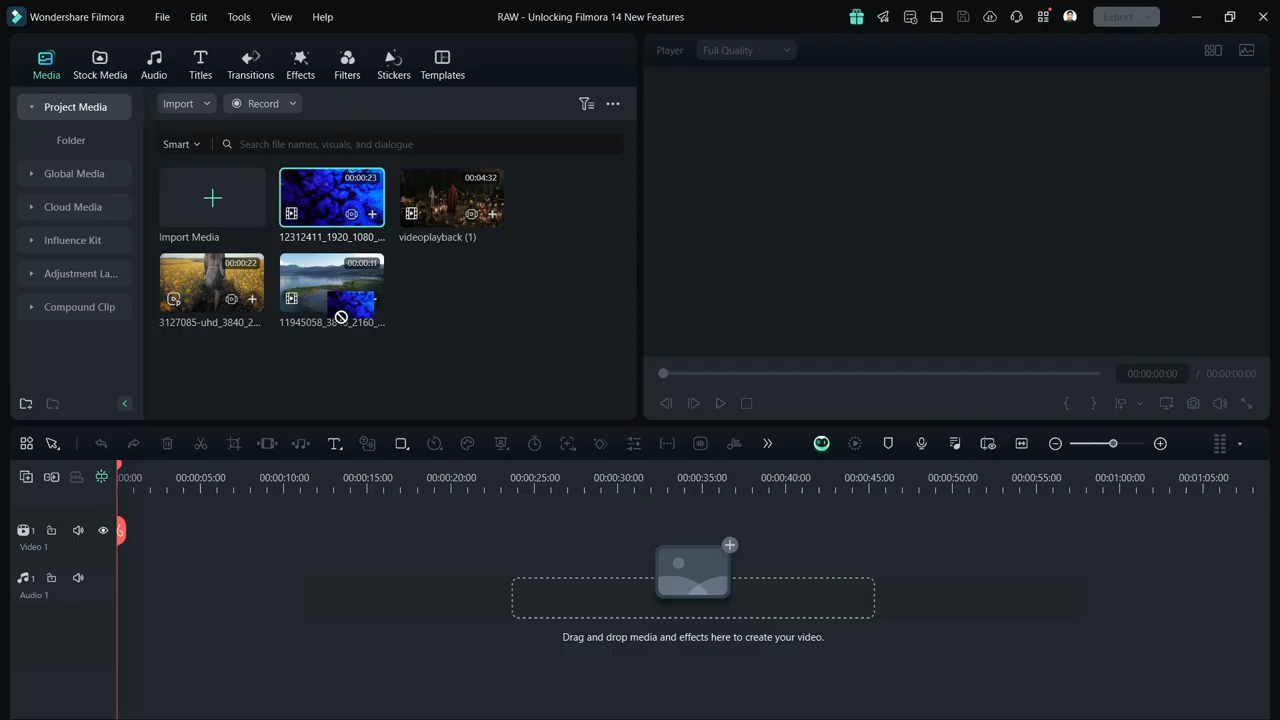 Wondershare Filmora
File
Edit
Tools
View
Help
RAW - Unlocking Filmora 14 New Features
Export
Media
Stock Media
Audio
Titles
Transitions
Effects
Filters
Stickers
Templates
Player
Full Quality
Project Media
Folder
Global Media
Cloud Media
Influence Kit
Adjustment La...
Compound Clip
Import
Record
Smart
Search file names, visuals, and dialogue
Import Media
00:00:23
12312411_1920_1080_...
00:04:32
videoplayback (1)
00:00:22
3127085-uhd_3840_2...
00:00:11
00:00:00:00
/
00:00:00:00
:00:00
00:00:05:00
00:00:10:00
00:00:15:00
00:00:20:00
00:00:25:00
00:00:30:00
00:00:35:00
00:00:40:00
00:00:45:00
00:00:50:00
00:00:55:00
00:01:00:00
00:01:05:00
1
Video 1
1
Audio 1
Drag and drop media and effects here to create your video.